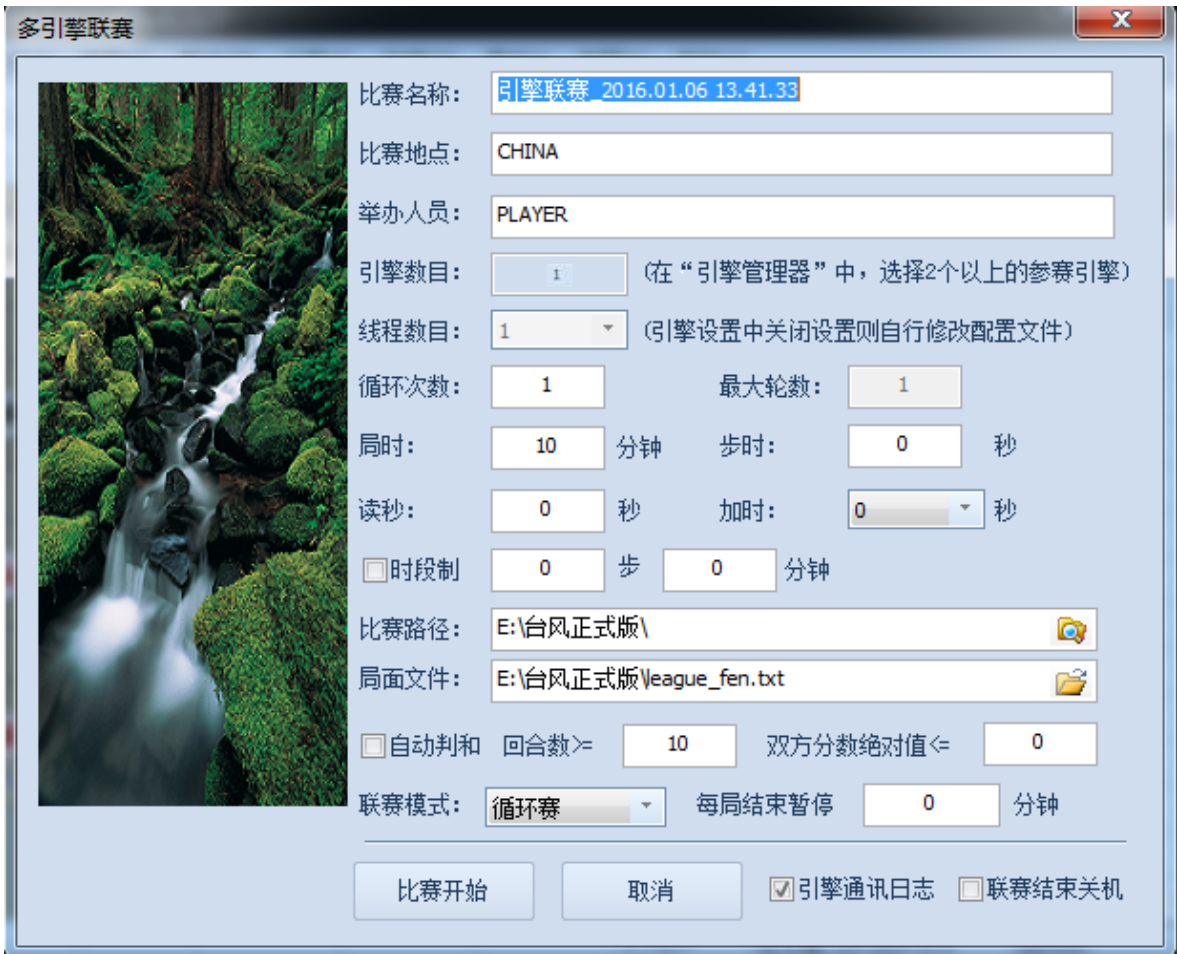 多引擎联赛
比赛名称: 引擎联赛_2016.01.06 13.41.33
比赛地点: CHINA
举办人员: PLAYER
引擎数目: 1 (在“引擎管理器”中，选择2个以上的参赛引擎)
线程数目: 1 (引擎设置中关闭设置则自行修改配置文件)
循环次数: 1 最大轮数: 1
局时: 10 分钟 步时: 0 秒
读秒: 0 秒 加时: 0 秒
时段制 0 步 0 分钟
比赛路径: E:\台风正式版\
局面文件: E:\台风正式版\league_fen.txt
自动判和 回合数>= 10 双方分数绝对值<= 0
联赛模式: 循环赛 每局结束暂停 0 分钟
比赛开始 取消 引擎通讯日志 联赛结束关机